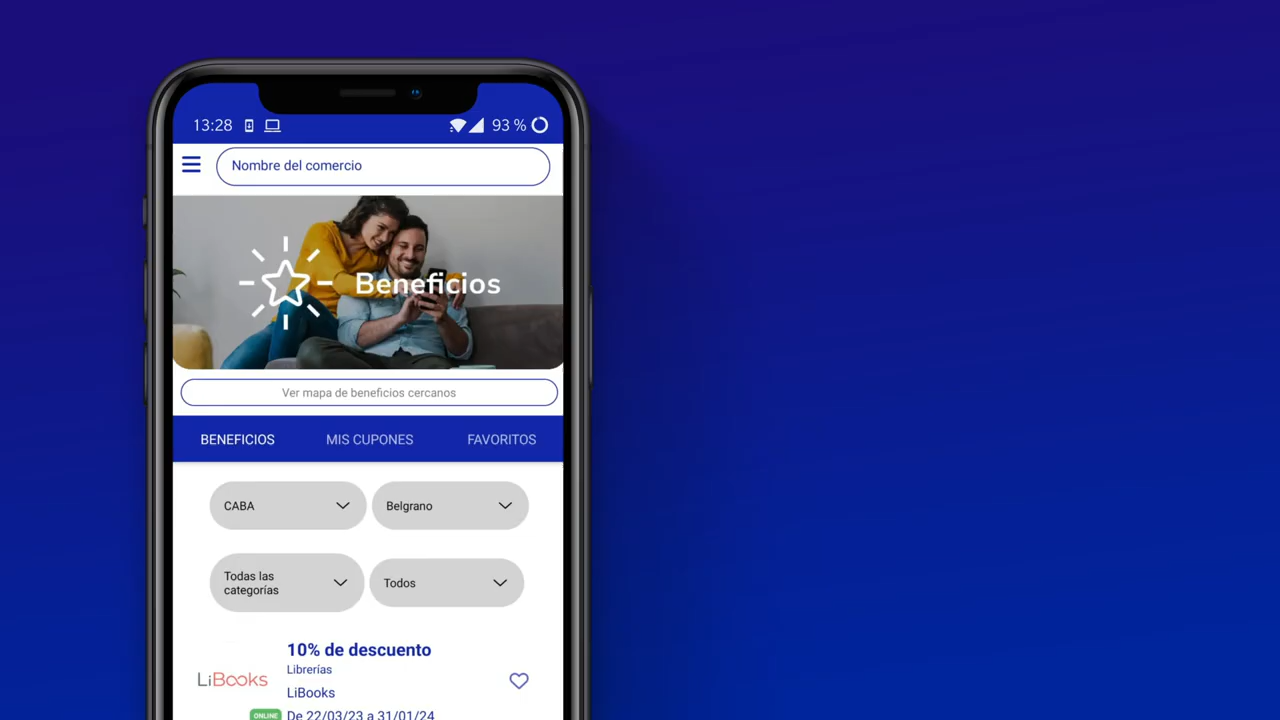 13:28
93 %
Nombre del comercio
Beneficios
Ver mapa de beneficios cercanos
BENEFICIOS MIS CUPONES FAVORITOS
CABA
Belgrano
Todas las
categorías
Todos
10% de descuento
Librerías
LiBooks
LiBooks
ONLINE
De 22/03/23 a 31/01/24